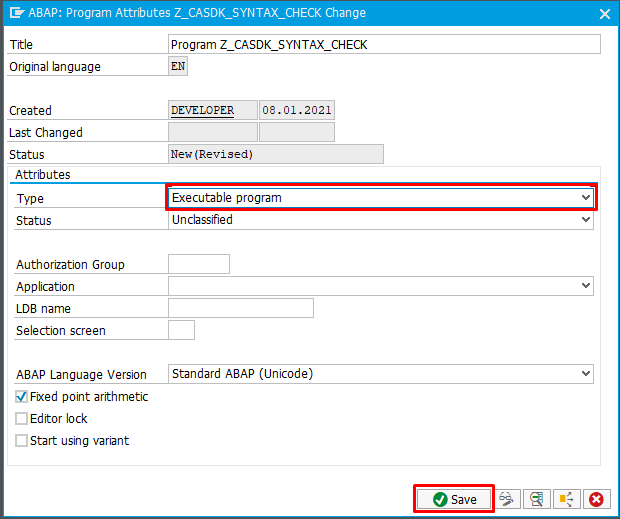 ABAP: Program Attributes Z_CASDK_SYNTAX_CHECK Change
Title Program Z_CASDK_SYNTAX_CHECK
Original language EN
Created DEVELOPER 08.01.2021
Last Changed
Status New(Revised)
Attributes
Type Executable program
Status Unclassified
Authorization Group
Application
LDB name
Selection screen
ABAP Language Version Standard ABAP (Unicode)
Fixed point arithmetic
Editor lock
Start using variant
Save